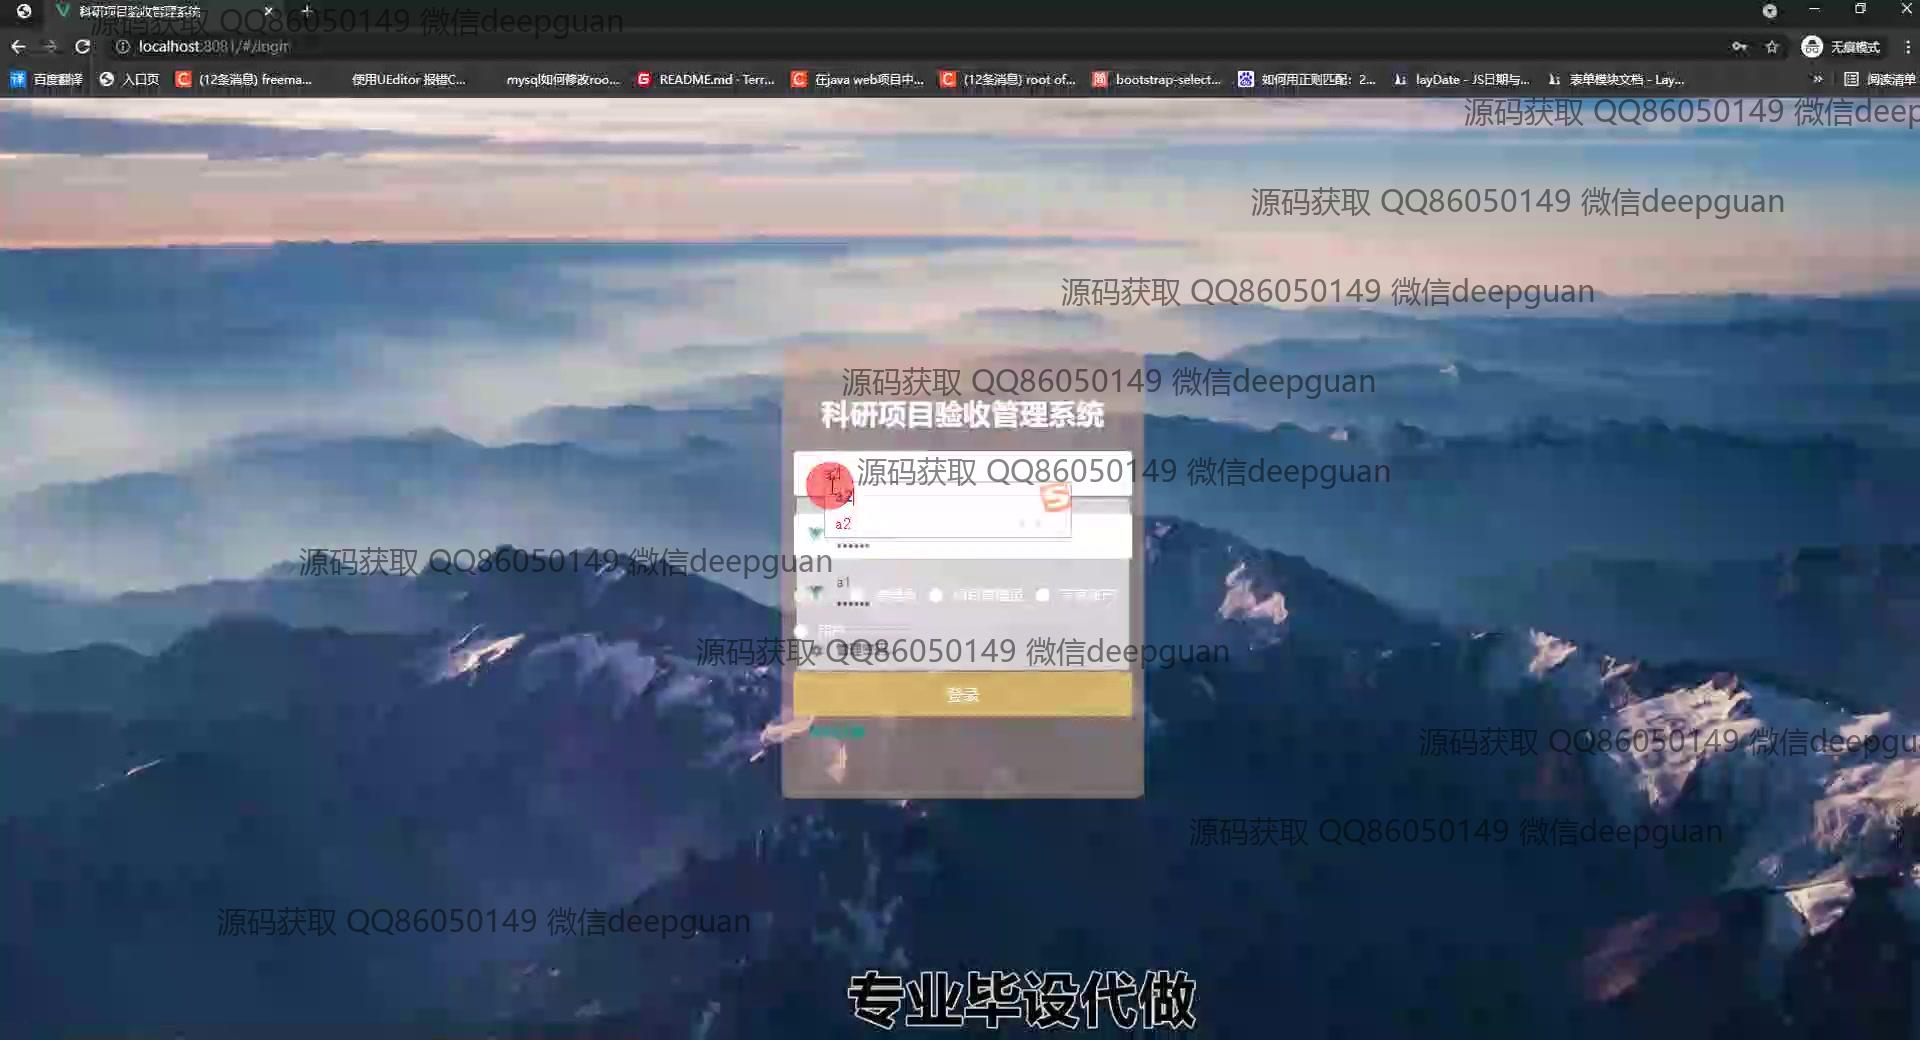 科研项目验收管理系统
源码获取 QQ86050149 微信deepguan
localhost:8081/#/login
无痕模式
百度翻译
入口页
(12条消息) freema...
使用UEditor 报错C...
mysql如何修改roo...
README.md · Terr...
在java web项目中...
(12条消息) root of...
bootstrap-select...
如何用正则匹配：2...
layDate - JS日期与...
表单模块文档 - Lay...
»
阅读清单
源码获取 QQ86050149 微信deep
源码获取 QQ86050149 微信deepguan
源码获取 QQ86050149 微信deepguan
源码获取 QQ86050149 微信deepguan
科研项目验收管理系统
源码获取 QQ86050149 微信deepguan
a1
a2
a2
••••••
源码获取 QQ86050149 微信deepguan
a1
••••••
用户
源码获取 QQ86050149 微信deepguan
登录
源码获取 QQ86050149 微信deepgu
源码获取 QQ86050149 微信deepguan
源码获取 QQ86050149 微信deepguan
专业毕设代做